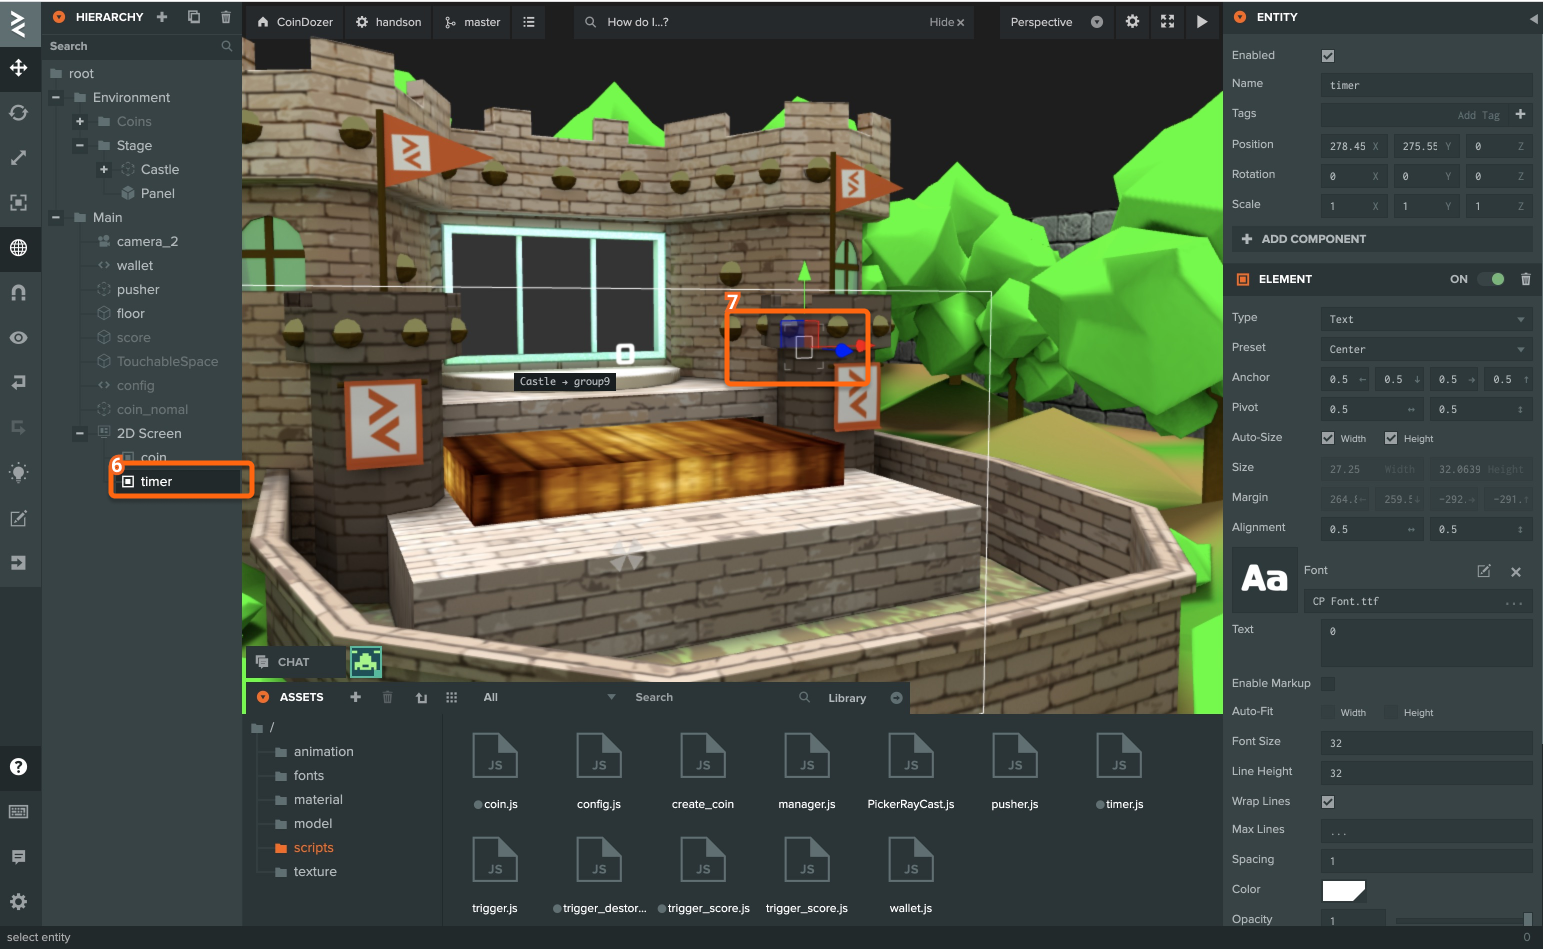 HIERARCHY
CoinDozer
handson
master
How do I...?
Hide ×
Perspective
ENTITY
Search
root
Environment
Coins
Stage
Castle
Panel
Main
camera_2
wallet
pusher
floor
score
TouchableSpace
config
coin_nomal
2D Screen
coin
6
timer
7
Castle → group9
Enabled
Name
timer
Tags
Add Tag
Position
278.45 X
275.55 Y
0 Z
Rotation
0 X
0 Y
0 Z
Scale
1 X
1 Y
1 Z
ADD COMPONENT
ELEMENT
ON
Type
Text
Preset
Center
Anchor
0.5 ←
0.5 ↓
0.5 →
0.5 ↑
Pivot
0.5 ↔
0.5 ↕
Auto-Size
Width
Height
Size
27.25 Width
32.0639 Height
Margin
259.5↓
-292.→
-291.↑
Alignment
0.5 ↔
0.5 ↕
Aa
Font
CP Font.ttf
...
Text
0
Enable Markup
Auto-Fit
Width
Height
Font Size
32
Line Height
32
Wrap Lines
Max Lines
...
Spacing
1
Color
Opacity
1
CHAT
ASSETS
All
Search
Library
/
animation
fonts
material
model
scripts
texture
JS
JS
JS
JS
JS
JS
JS
coin.js
config.js
create_coin
manager.js
PickerRayCast.js
pusher.js
timer.js
JS
JS
JS
JS
JS
trigger.js
trigger_destor...
trigger_score.js
trigger_score.js
wallet.js
select entity
0